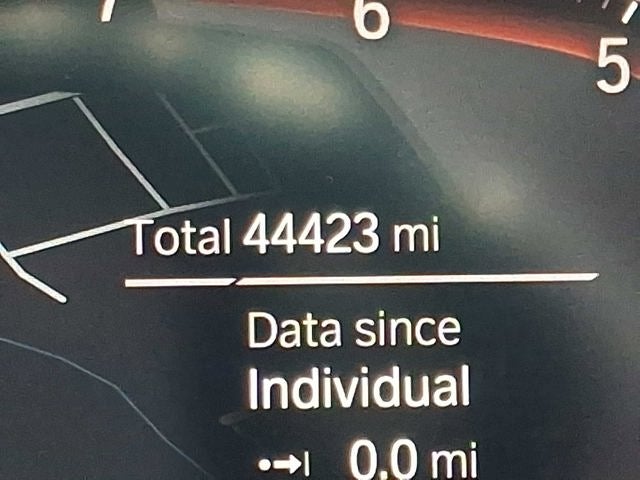 7 6 5
Total 44423 mi
Data since
Individual
0.0 mi